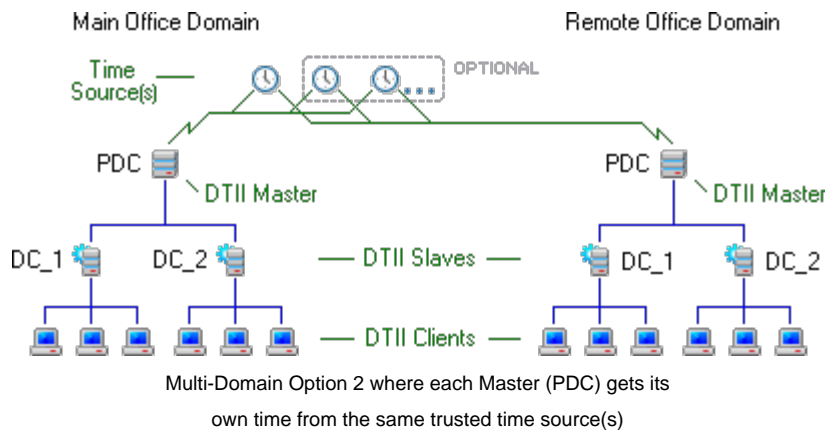 Main Office Domain
Remote Office Domain
Time
Source(s)
OPTIONAL
PDC
PDC
DTII Master
DTII Master
DC_1
DC_2
DTII Slaves
DC_1
DC_2
DTII Clients
Multi-Domain Option 2 where each Master (PDC) gets its
own time from the same trusted time source(s)